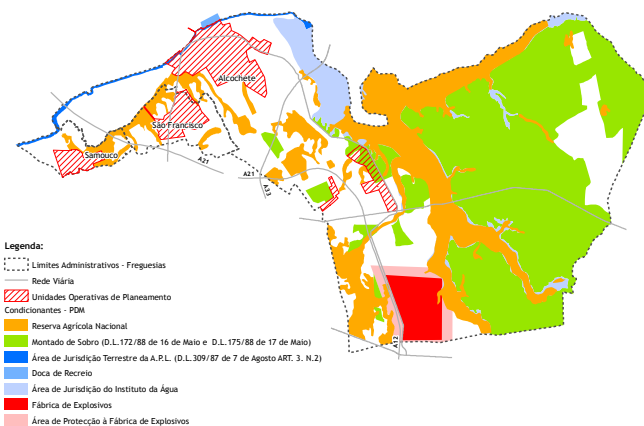 Alcochete
São Francisco
Samouco
A21
A21
A33
A12
Legenda:
Limites Administrativos - Freguesias
Rede Viária
Unidades Operativas de Planeamento
Condicionantes - PDM
Reserva Agrícola Nacional
Montado de Sobro (D.L.172/88 de 16 de Maio e D.L.175/88 de 17 de Maio)
Área de Jurisdição Terrestre da A.P.L. (D.L.309/87 de 7 de Agosto ART. 3. N.2)
Doca de Recreio
Área de Jurisdição do Instituto da Água
Fábrica de Explosivos
Área de Protecção à Fábrica de Explosivos